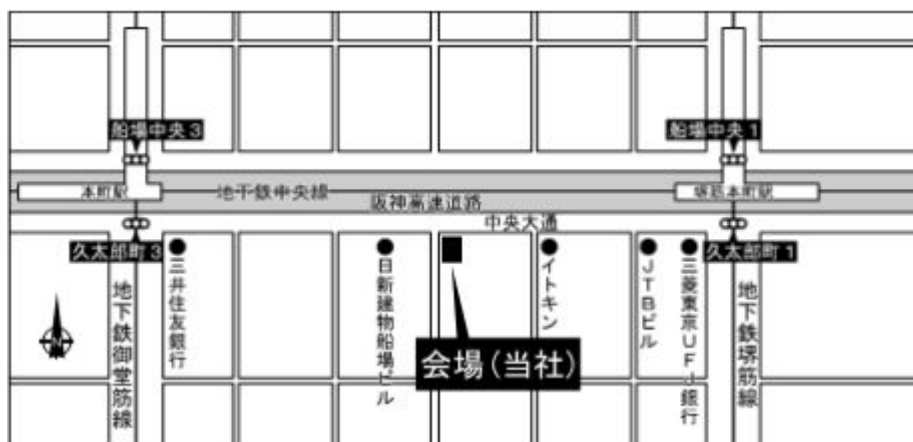 船場中央3
船場中央1
本町駅
地下鉄中央線
阪神高速道路
堺筋本町駅
中央大通
久太郎町3
久太郎町1
三井住友銀行
日新建物船場ビル
イトキン
JTBビル
三菱東京UFJ銀行
地下鉄御堂筋線
地下鉄堺筋線
会場(当社)
N